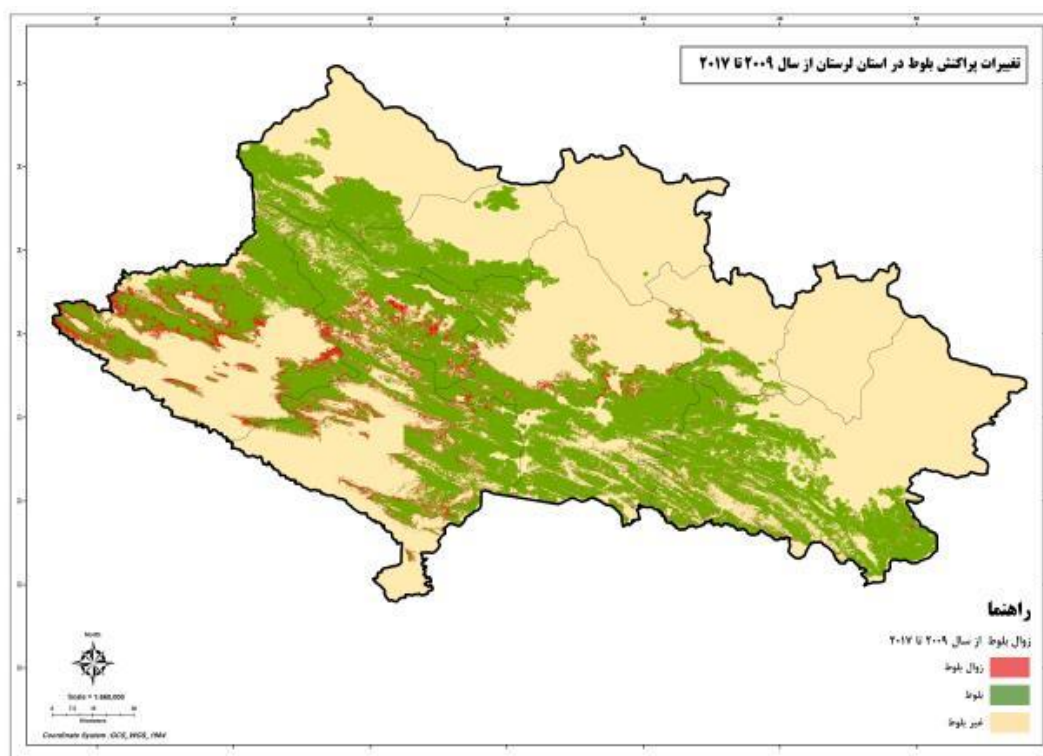 تغییرات پراکنش بلوط در استان لرستان از سال ۲۰۰۹ تا ۲۰۱۷
راهنما
زوال بلوط از سال ۲۰۰۹ تا ۲۰۱۷
زوال بلوط
بلوط
غیر بلوط
North
Kilometers
Coordinate System :GCS_WGS_1984